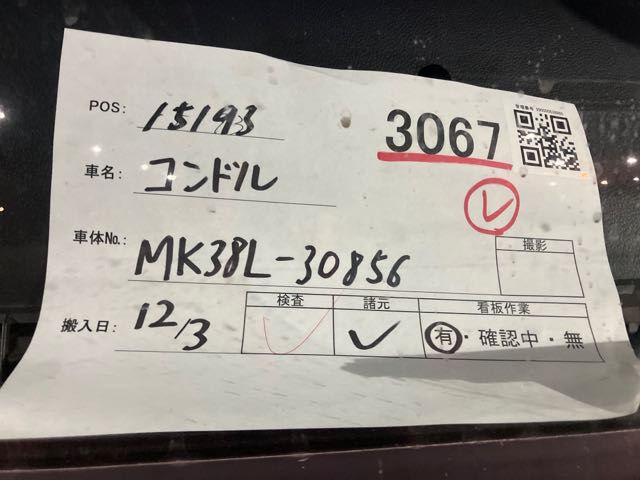 POS: 15193
3067
車名: コンドル
レ
車体No.: MK38L-30856
撮影
搬入日: 12/3
検査 諸元 看板作業
有・確認中・無